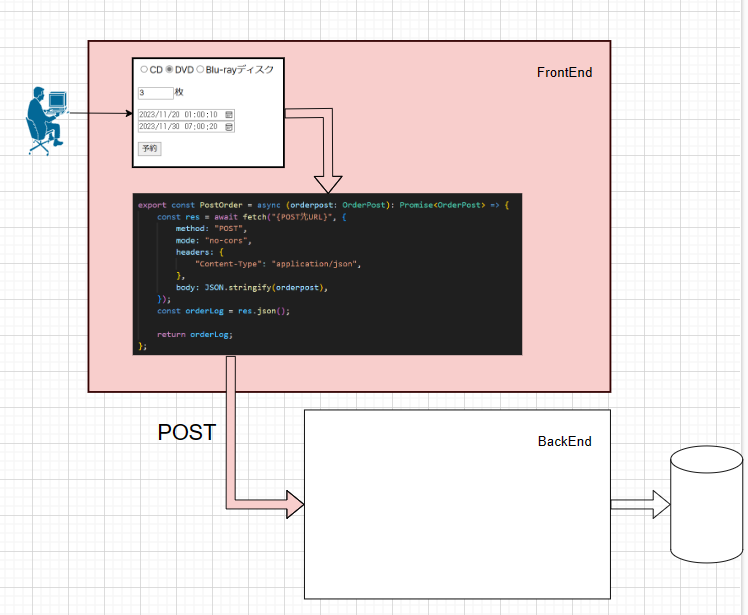 FrontEnd
CD DVD Blu-rayディスク
3 枚
2023/11/20 01:00:10
2023/11/30 07:00:20
予約
export const PostOrder = async (orderpost: OrderPost): Promise<OrderPost> => {
const res = await fetch("{POST先URL}", {
method: "POST",
mode: "no-cors",
headers: {
"Content-Type": "application/json",
},
body: JSON.stringify(orderpost),
});
const orderLog = res.json();
return orderLog;
};
POST
BackEnd